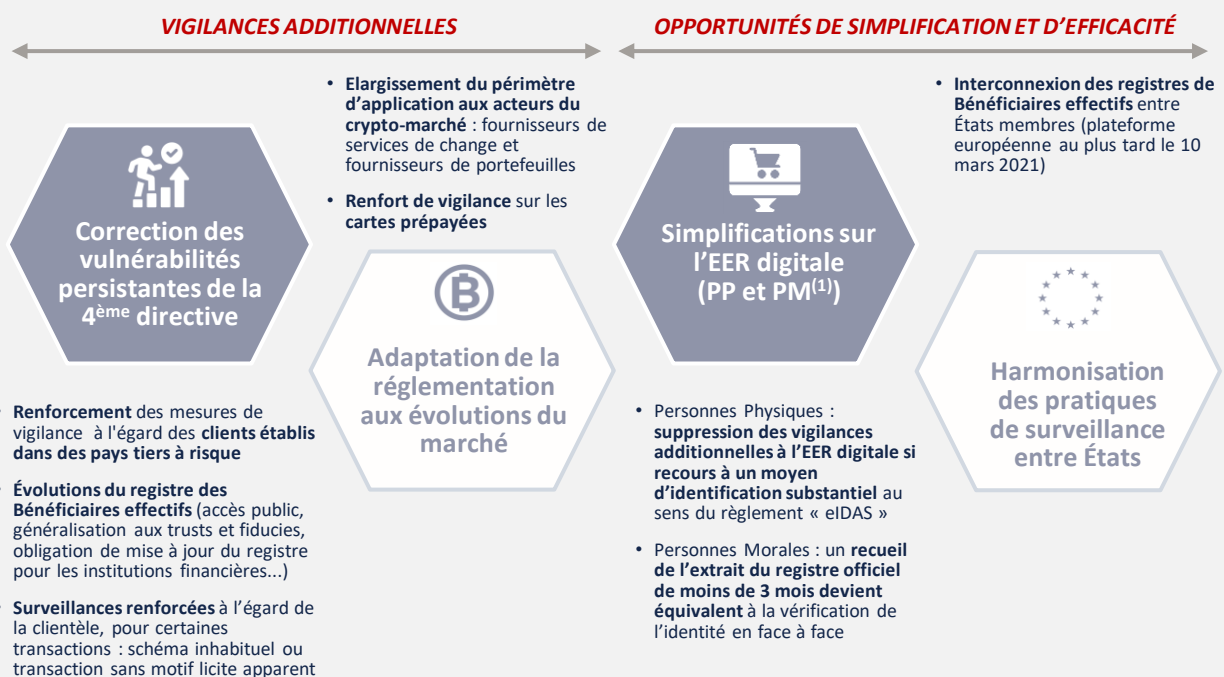 VIGILANCES ADDITIONNELLES
OPPORTUNITÉS DE SIMPLIFICATION ET D’EFFICACITÉ
Correction des
vulnérabilités
persistantes de la
4ème directive
• Renforcement des mesures de
vigilance à l'égard des clients établis
dans des pays tiers à risque
• Évolutions du registre des
Bénéficiaires effectifs (accès public,
généralisation aux trusts et fiducies,
obligation de mise à jour du registre
pour les institutions financières...)
• Surveillances renforcées à l’égard de
la clientèle, pour certaines
transactions : schéma inhabituel ou
transaction sans motif licite apparent
• Elargissement du périmètre
d’application aux acteurs du
crypto-marché : fournisseurs de
services de change et
fournisseurs de portefeuilles
• Renfort de vigilance sur les
cartes prépayées
Adaptation de la
réglementation
aux évolutions du
marché
Simplifications sur
l’EER digitale
(PP et PM(1))
• Personnes Physiques :
suppression des vigilances
additionnelles à l’EER digitale si
recours à un moyen
d’identification substantiel au
sens du règlement « eIDAS »
• Personnes Morales : un recueil
de l’extrait du registre officiel
de moins de 3 mois devient
équivalent à la vérification de
l’identité en face à face
• Interconnexion des registres de
Bénéficiaires effectifs entre
États membres (plateforme
européenne au plus tard le 10
mars 2021)
Harmonisation
des pratiques
de surveillance
entre États